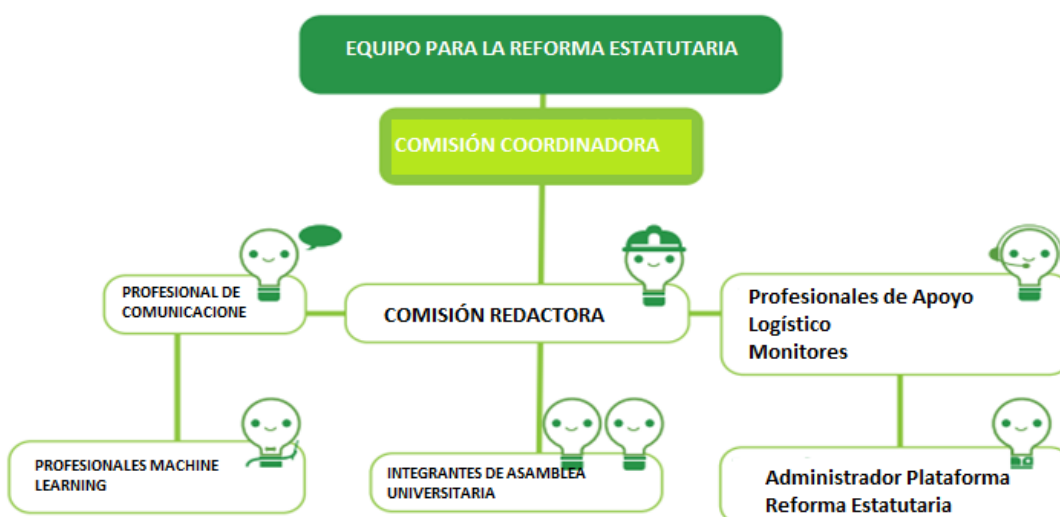 EQUIPO PARA LA REFORMA ESTATUTARIA
COMISIÓN COORDINADORA
PROFESIONAL DE
COMUNICACIONE
COMISIÓN REDACTORA
Profesionales de Apoyo
Logístico
Monitores
PROFESIONALES MACHINE
LEARNING
INTEGRANTES DE ASAMBLEA
UNIVERSITARIA
Administrador Plataforma
Reforma Estatutaria